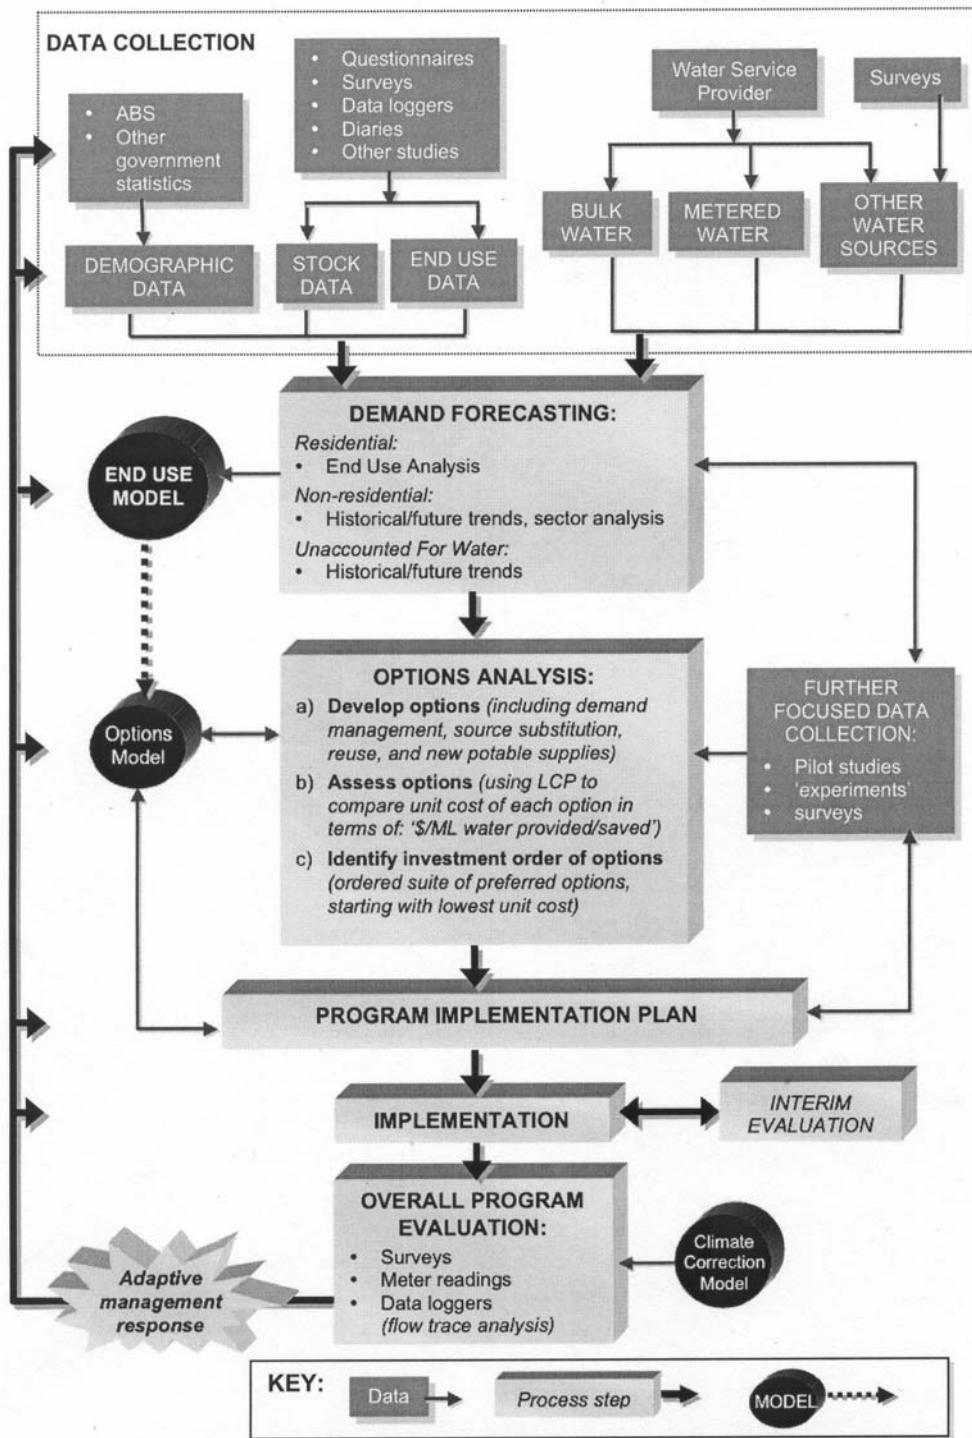 DATA COLLECTION
• ABS
• Other
government
statistics
• Questionnaires
• Surveys
• Data loggers
• Diaries
• Other studies
Water Service
Provider
Surveys
DEMOGRAPHIC
DATA
STOCK
DATA
END USE
DATA
BULK
WATER
METERED
WATER
OTHER
WATER
SOURCES
DEMAND FORECASTING:
Residential:
• End Use Analysis
Non-residential:
• Historical/future trends, sector analysis
Unaccounted For Water:
• Historical/future trends
END USE
MODEL
OPTIONS ANALYSIS:
a) Develop options (including demand
management, source substitution,
reuse, and new potable supplies)
b) Assess options (using LCP to
compare unit cost of each option in
terms of: ‘$/ML water provided/saved’)
c) Identify investment order of options
(ordered suite of preferred options,
starting with lowest unit cost)
Options
Model
FURTHER
FOCUSED DATA
COLLECTION:
• Pilot studies
• ‘experiments’
• surveys
PROGRAM IMPLEMENTATION PLAN
IMPLEMENTATION
INTERIM
EVALUATION
OVERALL PROGRAM
EVALUATION:
• Surveys
• Meter readings
• Data loggers
(flow trace analysis)
Climate
Correction
Model
Adaptive
management
response
KEY:
Data
Process step
MODEL